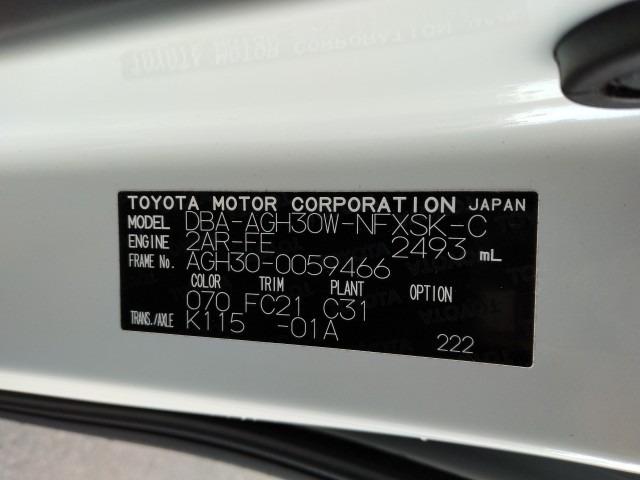 TOYOTA MOTOR CORPORATION JAPAN
MODEL DBA-AGH30W-NFXSK-C
ENGINE 2AR-FE 2493 mL
FRAME No. AGH30-0059466
COLOR TRIM PLANT OPTION
070 FC21 C31
TRANS./AXLE K115 -01A
222